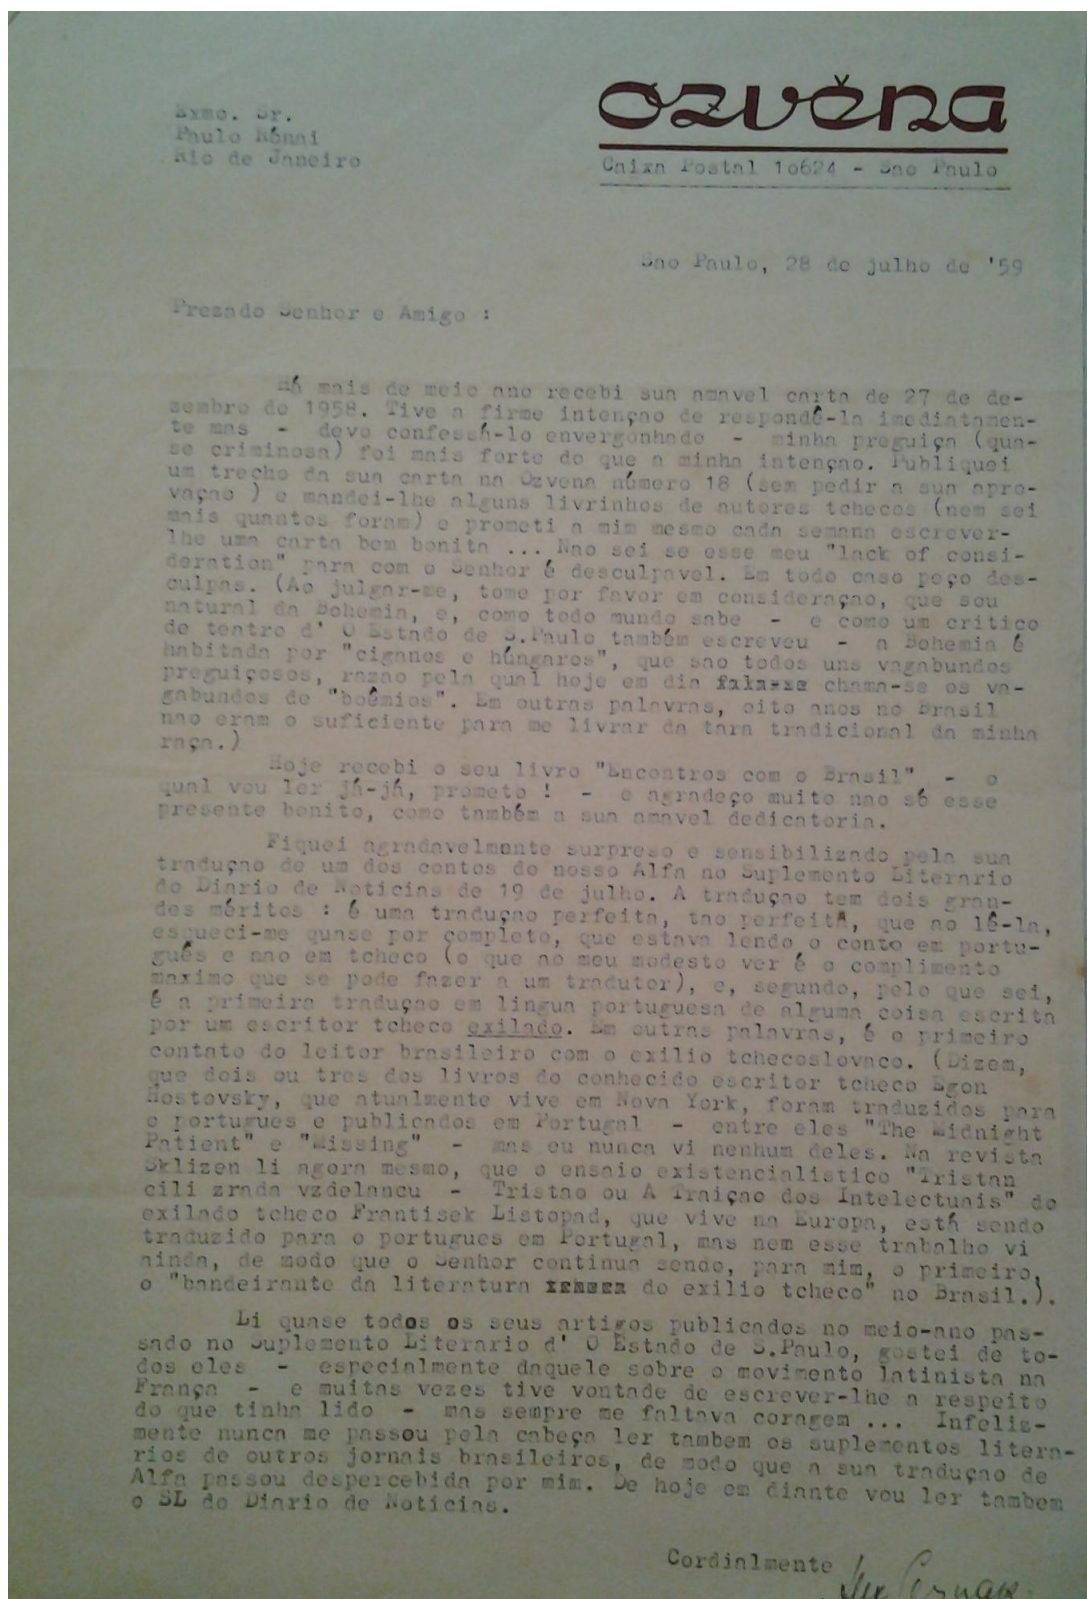 Exmo. Sr.
Paulo Rónai
Rio de Janeiro
ozvěna
Caixa Postal 1o624 - Sao Paulo
Sao Paulo, 28 de julho de '59
Prezado Senhor e Amigo :
Há mais de meio ano recebi sua amavel carta de 27 de de-
zembro de 1958. Tive a firme intençao de respondê-la imediatamen-
te mas - devo confessá-lo envergonhado - minha preguiça (qua-
se criminosa) foi mais forte do que a minha intençao. Publiquei
um trecho da sua carta na Ozvena número 18 (sem pedir a sua apro-
vaçao ) e mandei-lhe alguns livrinhos de autores tchecos (nem sei
mais quantos foram) e prometi a mim mesmo cada semana escrever-
lhe uma carta bem bonita ... Nao sei se esse meu "lack of consi-
deration" para com o Senhor é desculpavel. Em todo caso peço des-
culpas. (Ao julgar-me, tome por favor em consideraçao, que sou
natural da Bohemia, e, como todo mundo sabe - e como um critico
de teatro d' O Estado de S.Paulo também escreveu - a Bohemia é
habitada por "ciganos e húngaros", que sao todos uns vagabundos
preguiçosos, razao pela qual hoje em dia chama-se os va-
gabundos de "boêmios". Em outras palavras, oito anos no Brasil
nao eram o suficiente para me livrar da tara tradicional da minha
raça.)
Hoje recebi o seu livro "Encontros com o Brasil" - o
qual vou ler já-já, prometo ! - e agradeço muito nao só esse
presente bonito, como também a sua amavel dedicatoria.
Fiquei agradavelmente surpreso e sensibilizado pela sua
traduçao de um dos contos do nosso Alfa no Suplemento Literario
do Diario de Noticias de 19 de julho. A traduçao tem dois gran-
des méritos : é uma traduçao perfeita, tao perfeita, que ao lê-la,
esqueci-me quase por completo, que estava lendo o conto em portu-
guês e nao em tcheco (o que ao meu modesto ver é o complimento
maximo que se pode fazer a um tradutor), e, segundo, pelo que sei,
é a primeira traduçao em lingua portuguesa de alguma coisa escrita
por um escritor tcheco exilado. Em outras palavras, é o primeiro
contato do leitor brasileiro com o exilio tchecoslovaco. (Dizem,
que dois ou tres dos livros do conhecido escritor tcheco Egon
Hostovsky, que atualmente vive em Nova York, foram traduzidos para
o portugues e publicados em Portugal - entre eles "The Midnight
Patient" e "Missing" - mas eu nunca vi nenhum deles. Na revista
Sklizen li agora mesmo, que o ensaio existencialistico "Tristan
cili zrada vzdelancu - Tristao ou A Traiçao dos Intelectuais" do
exilado tcheco Frantisek Listopad, que vive na Europa, está sendo
traduzido para o portugues em Portugal, mas nem esse trabalho vi
ainda, de modo que o Senhor continua sendo, para mim, o primeiro,
o "bandeirante da literatura do exilio tcheco" no Brasil.).
Li quase todos os seus artigos publicados no meio-ano pas-
sado no Suplemento Literario d' O Estado de S.Paulo, gostei de to-
dos eles - especialmente daquele sobre o movimento latinista na
França - e muitas vezes tive vontade de escrever-lhe a respeito
do que tinha lido - mas sempre me faltava coragem ... Infeliz-
mente nunca me passou pela cabeça ler tambem os suplementos litera-
rios de outros jornais brasileiros, de modo que a sua traduçao de
Alfa passou despercebida por mim. De hoje em diante vou ler tambem
o SL do Diario de Noticias.
Cordialmente